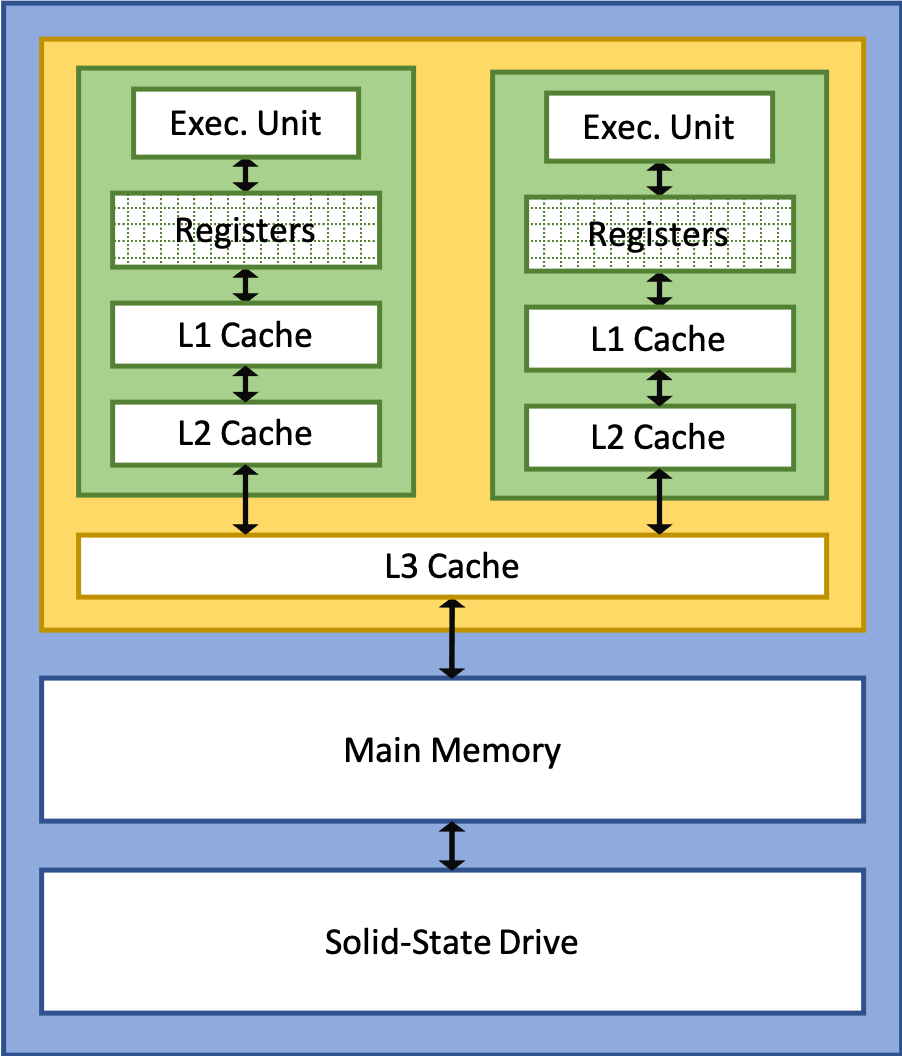 Exec. Unit
Registers
L1 Cache
L2 Cache
Exec. Unit
Registers
L1 Cache
L2 Cache
L3 Cache
Main Memory
Solid-State Drive